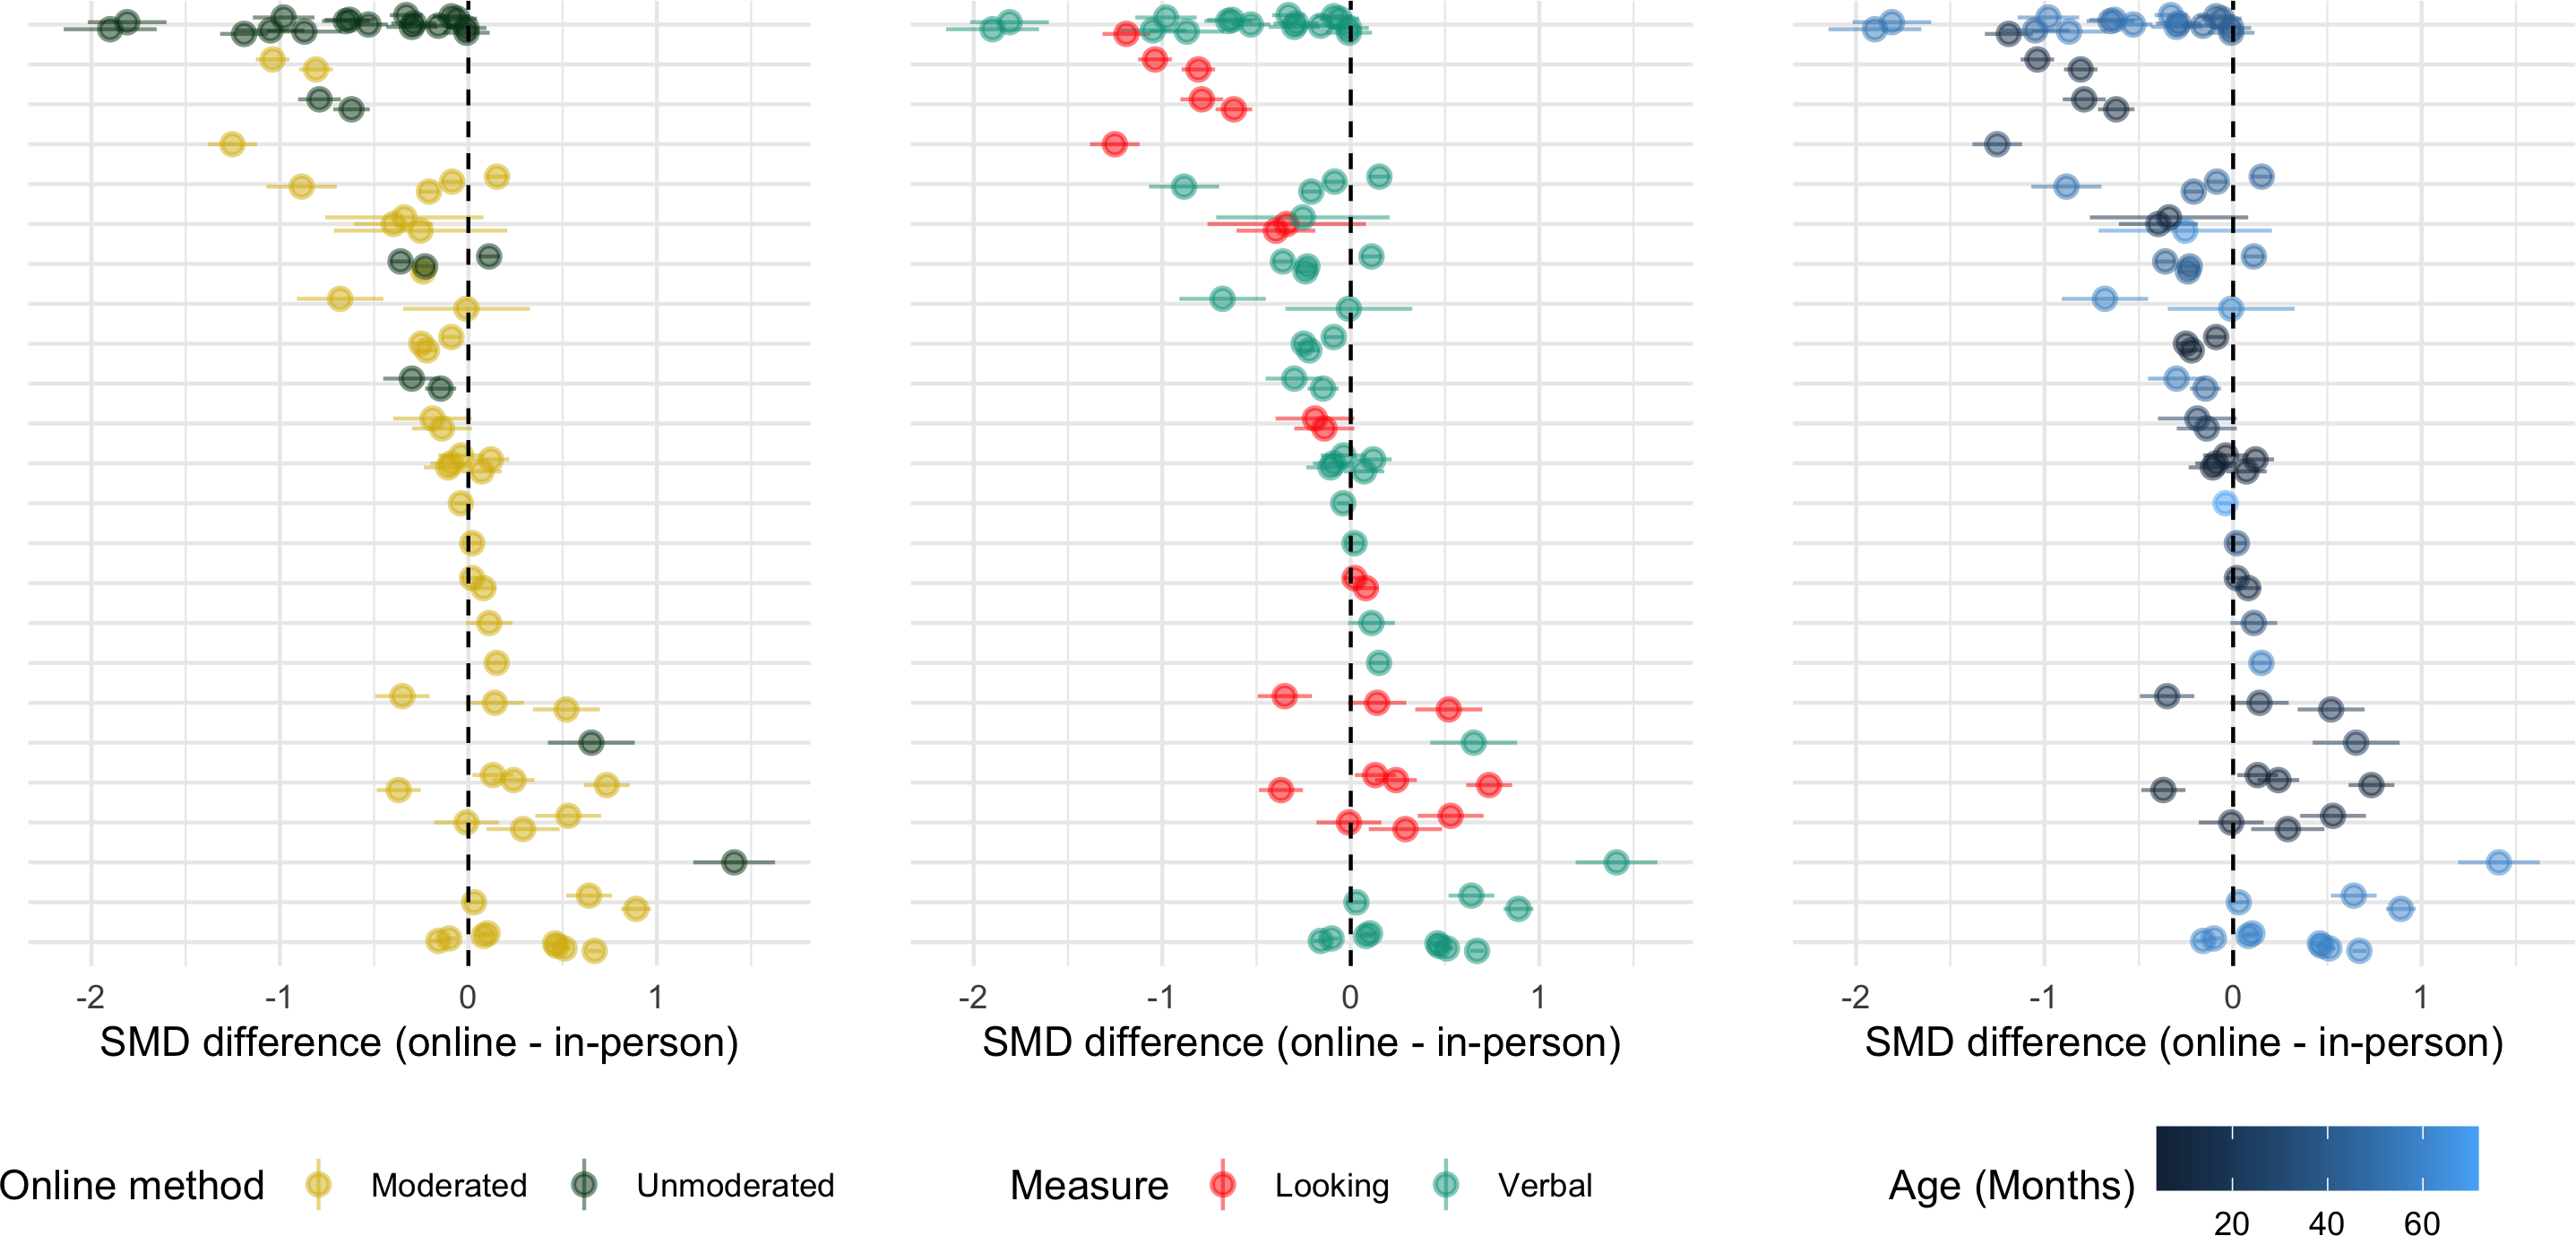 -2 -1 0 1 -2 -1 0 1 -2 -1 0 1
SMD difference (online - in-person) SMD difference (online - in-person) SMD difference (online - in-person)
Online method Moderated Unmoderated Measure Looking Verbal Age (Months)
20 40 60